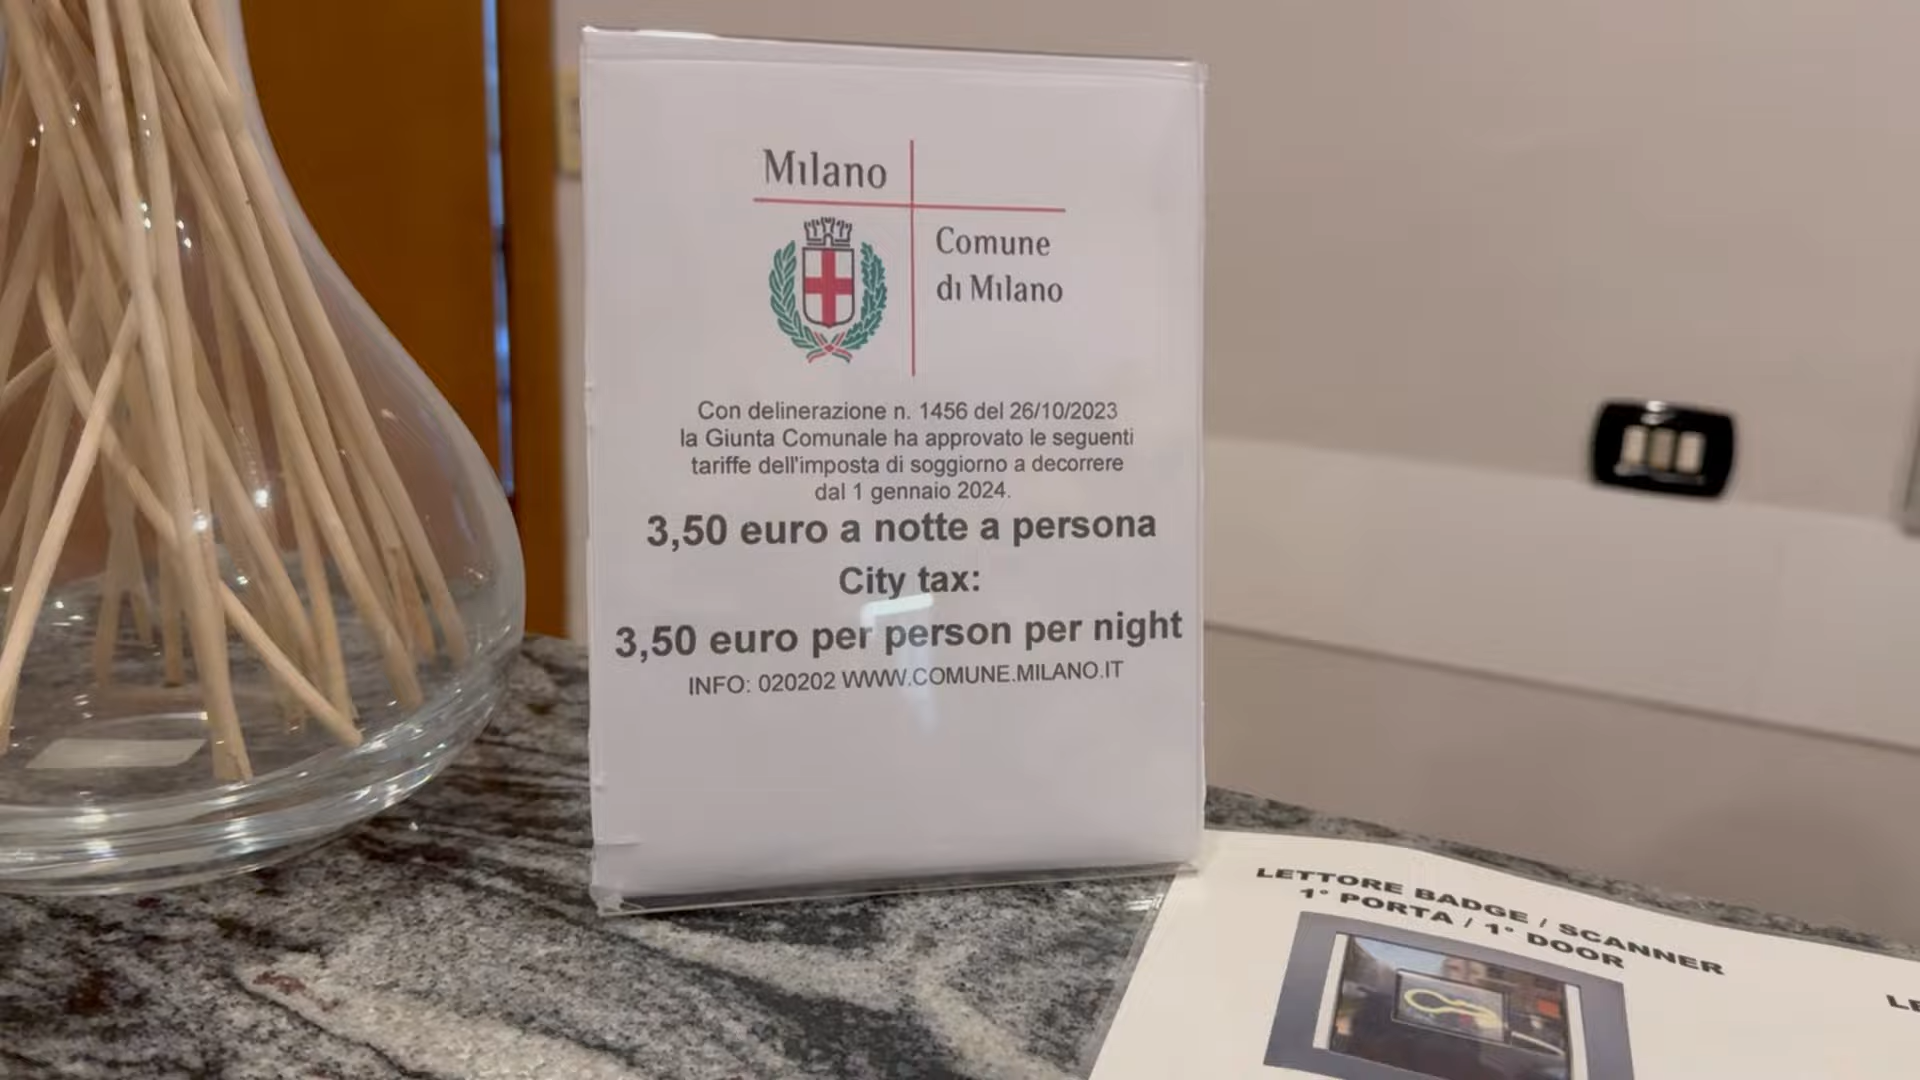 Milano
Comune
di Milano
Con delinerazione n. 1456 del 26/10/2023
la Giunta Comunale ha approvato le seguenti
tariffe dell'imposta di soggiorno a decorrere
dal 1 gennaio 2024.
3,50 euro a notte a persona
City tax:
3,50 euro per person per night
INFO: 020202 WWW.COMUNE.MILANO.IT
LETTORE BADGE / SCANNER
1° PORTA / 1° DOOR